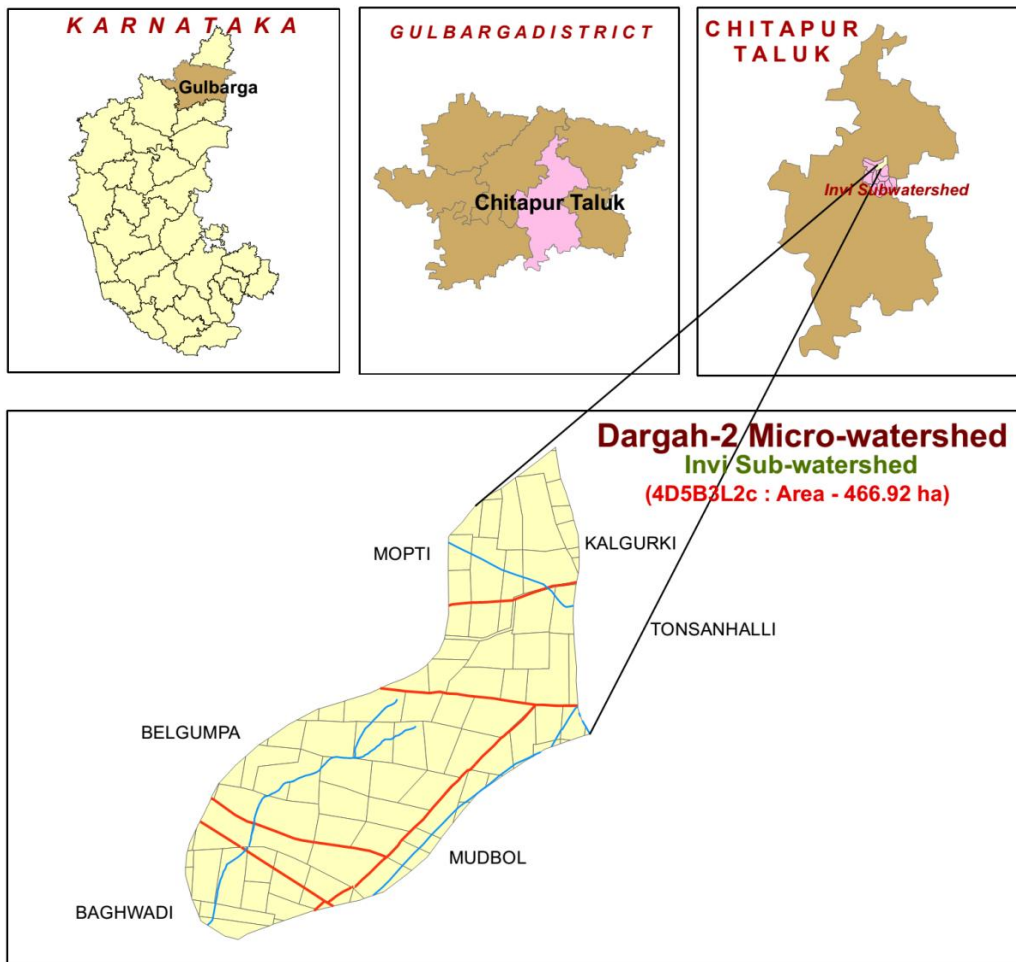 KARNATAKA
Gulbarga
GULBARGADISTRICT
Chitapur Taluk
CHITAPUR
TALUK
Invi Subwatershed
Dargah-2 Micro-watershed
Invi Sub-watershed
(4D5B3L2c : Area - 466.92 ha)
MOPTI
KALGURKI
TONSANHALLI
BELGUMPA
MUDBOL
BAGHWADI